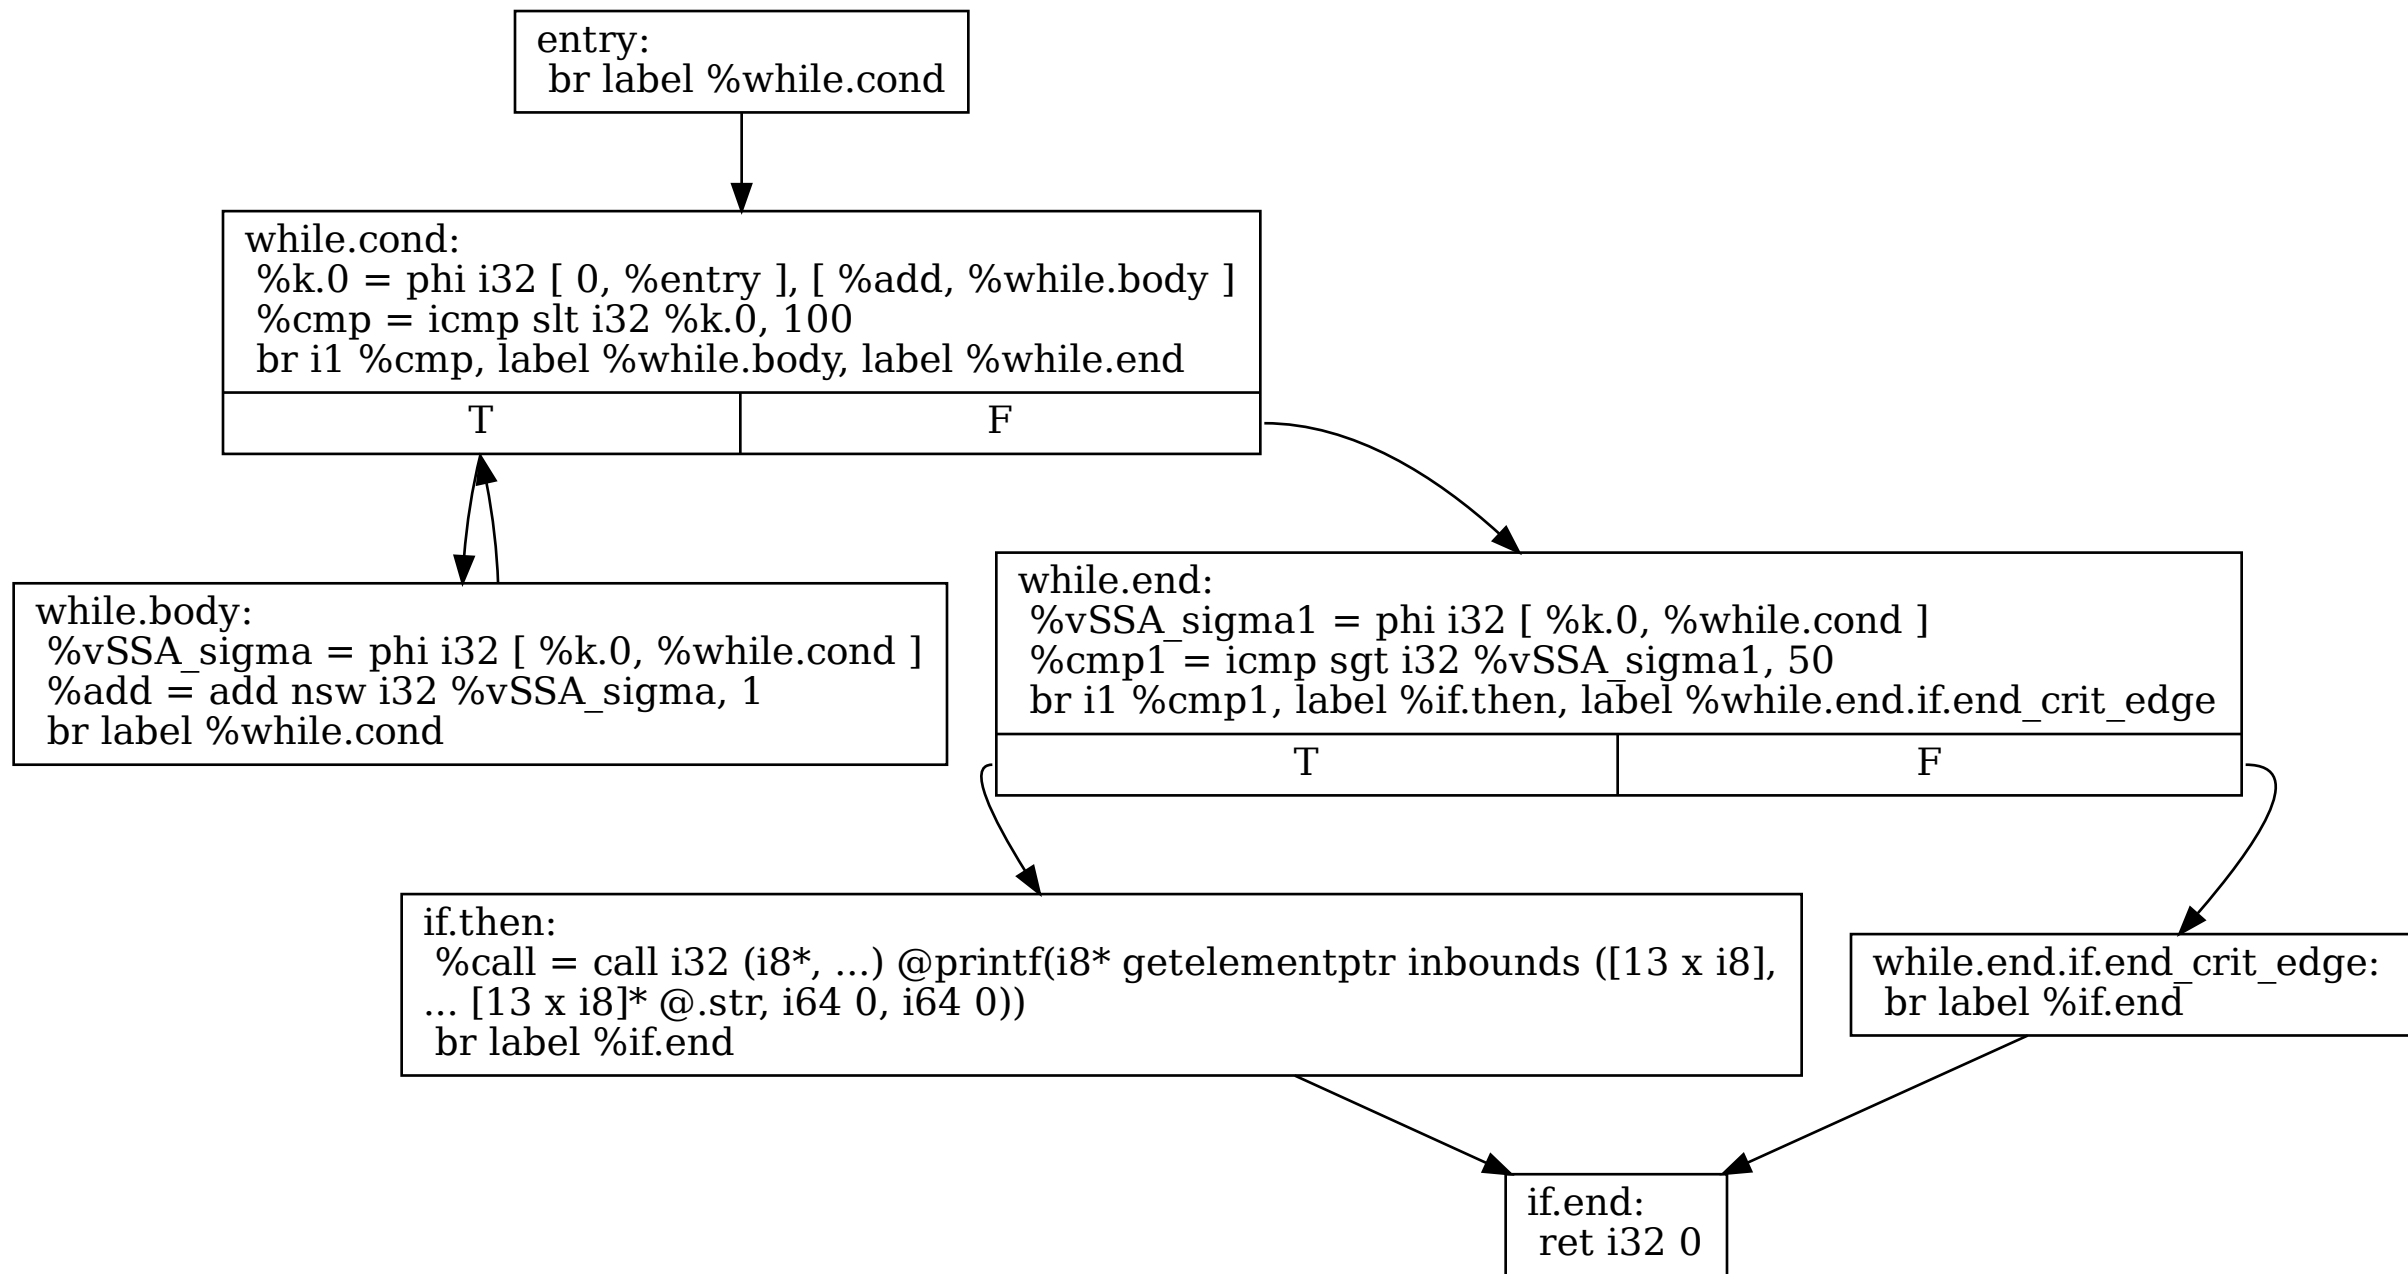 entry:
br label %while.cond
while.cond:
%k.0 = phi i32 [ 0, %entry ], [ %add, %while.body ]
%cmp = icmp slt i32 %k.0, 100
br i1 %cmp, label %while.body, label %while.end
T
F
while.body:
%vSSA_sigma = phi i32 [ %k.0, %while.cond ]
%add = add nsw i32 %vSSA_sigma, 1
br label %while.cond
while.end:
%vSSA_sigma1 = phi i32 [ %k.0, %while.cond ]
%cmp1 = icmp sgt i32 %vSSA_sigma1, 50
br i1 %cmp1, label %if.then, label %while.end.if.end_crit_edge
T
F
if.then:
%call = call i32 (i8*, ...) @printf(i8* getelementptr inbounds ([13 x i8],
... [13 x i8]* @.str, i64 0, i64 0))
br label %if.end
while.end.if.end_crit_edge:
br label %if.end
if.end:
ret i32 0